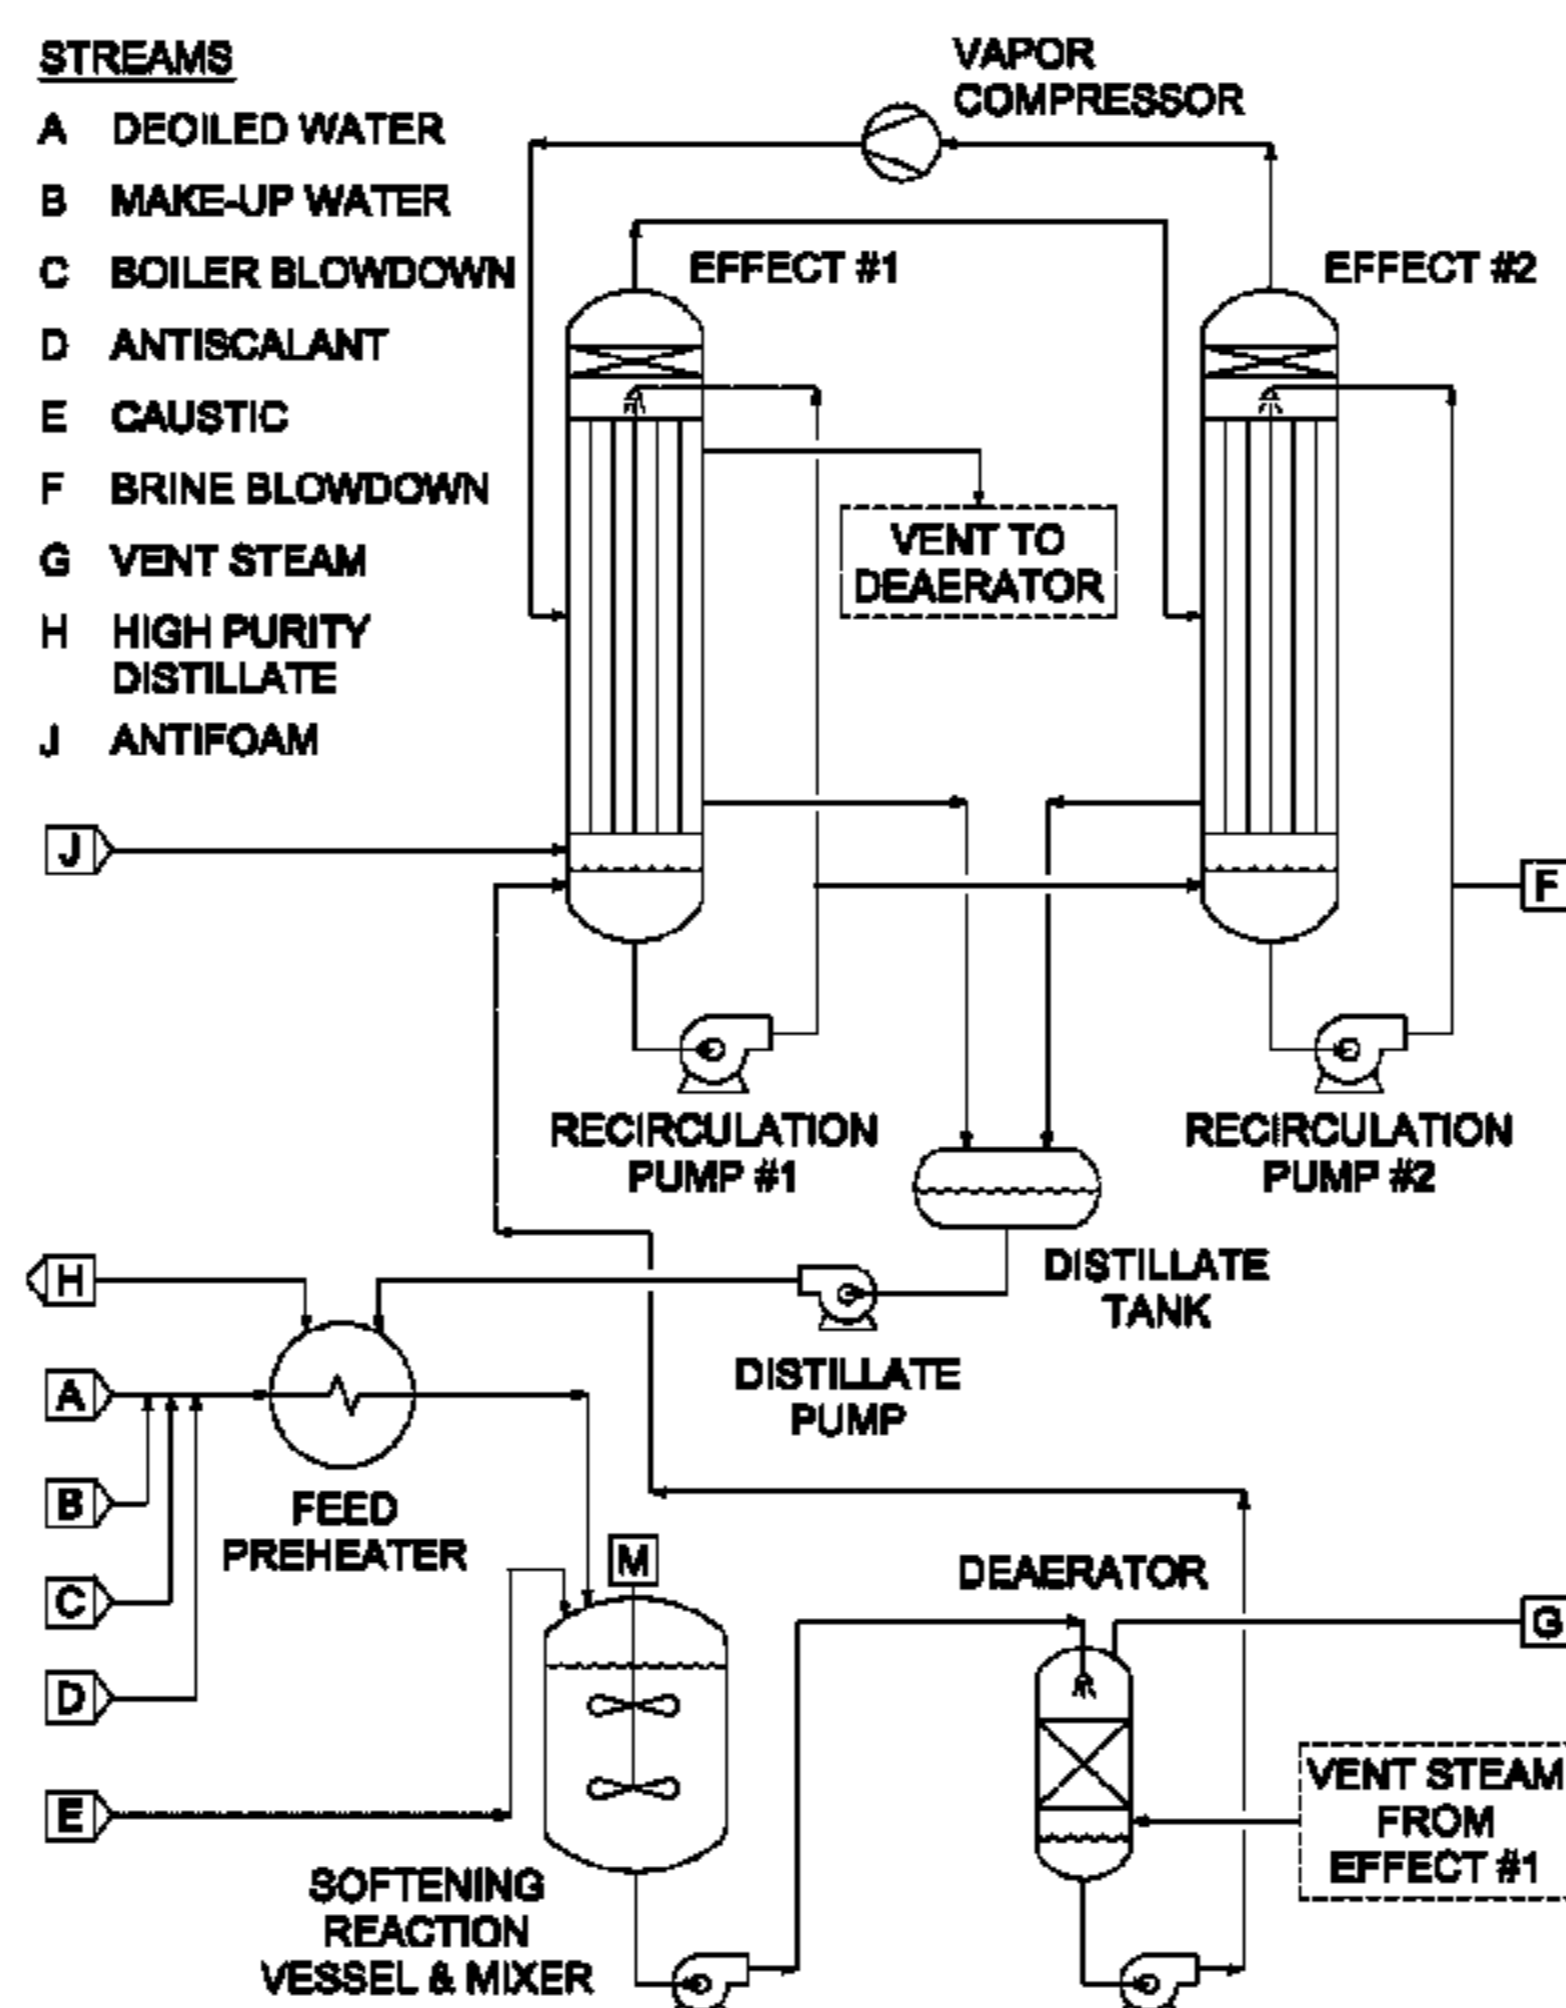 STREAMS
A DEOILED WATER
B MAKE-UP WATER
C BOILER BLOWDOWN
D ANTISCALANT
E CAUSTIC
F BRINE BLOWDOWN
G VENT STEAM
H HIGH PURITY
DISTILLATE
J ANTIFOAM
VAPOR
COMPRESSOR
EFFECT #1
EFFECT #2
VENT TO
DEAERATOR
J
F
RECIRCULATION
PUMP #1
RECIRCULATION
PUMP #2
DISTILLATE
TANK
H
DISTILLATE
PUMP
A
B
FEED
PREHEATER
C
D
E
M
DEAERATOR
G
VENT STEAM
FROM
EFFECT #1
SOFTENING
REACTION
VESSEL & MIXER